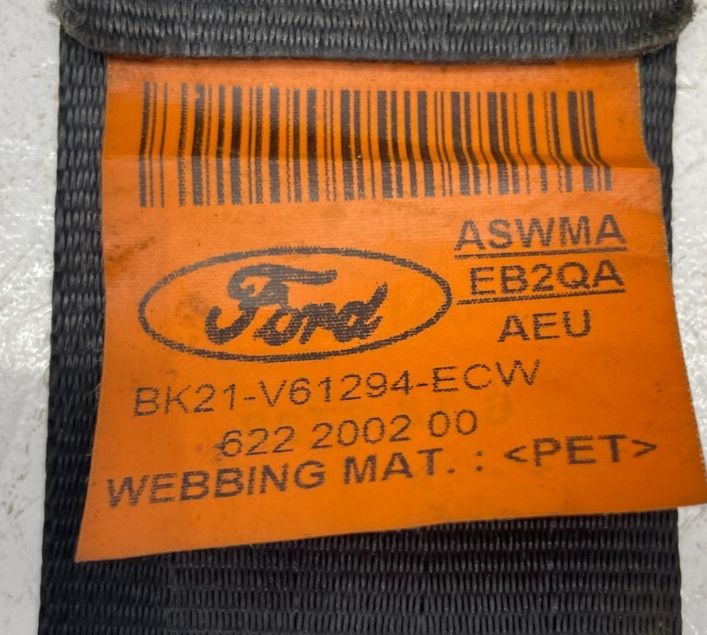 ASWMA
EB2QA
Ford
AEU
BK21-V61294-ECW
622 2002 00
WEBBING MAT. : <PET>